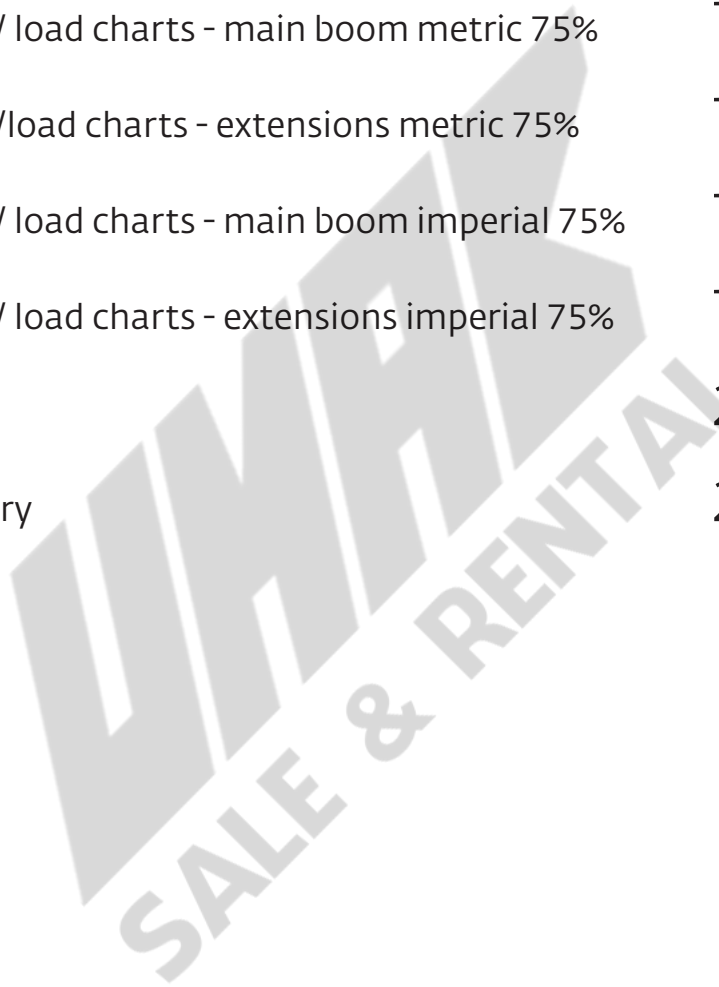 / load charts - main boom metric 75%
/load charts - extensions metric 75%
/ load charts - main boom imperial 75%
/ load charts - extensions imperial 75%
ry
UMAK
SALE & RENTAL